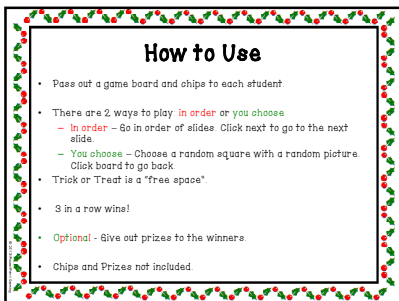 How to Use
• Pass out a game board and chips to each student.
• There are 2 ways to play: in order or you choose
– In order – Go in order of slides. Click next to go to the next
slide.
– You choose – Choose a random square with a random picture.
Click board to go back.
• Trick or Treat is a "free space".
• 3 in a row wins!
• Optional - Give out prizes to the winners.
• Chips and Prizes not included.